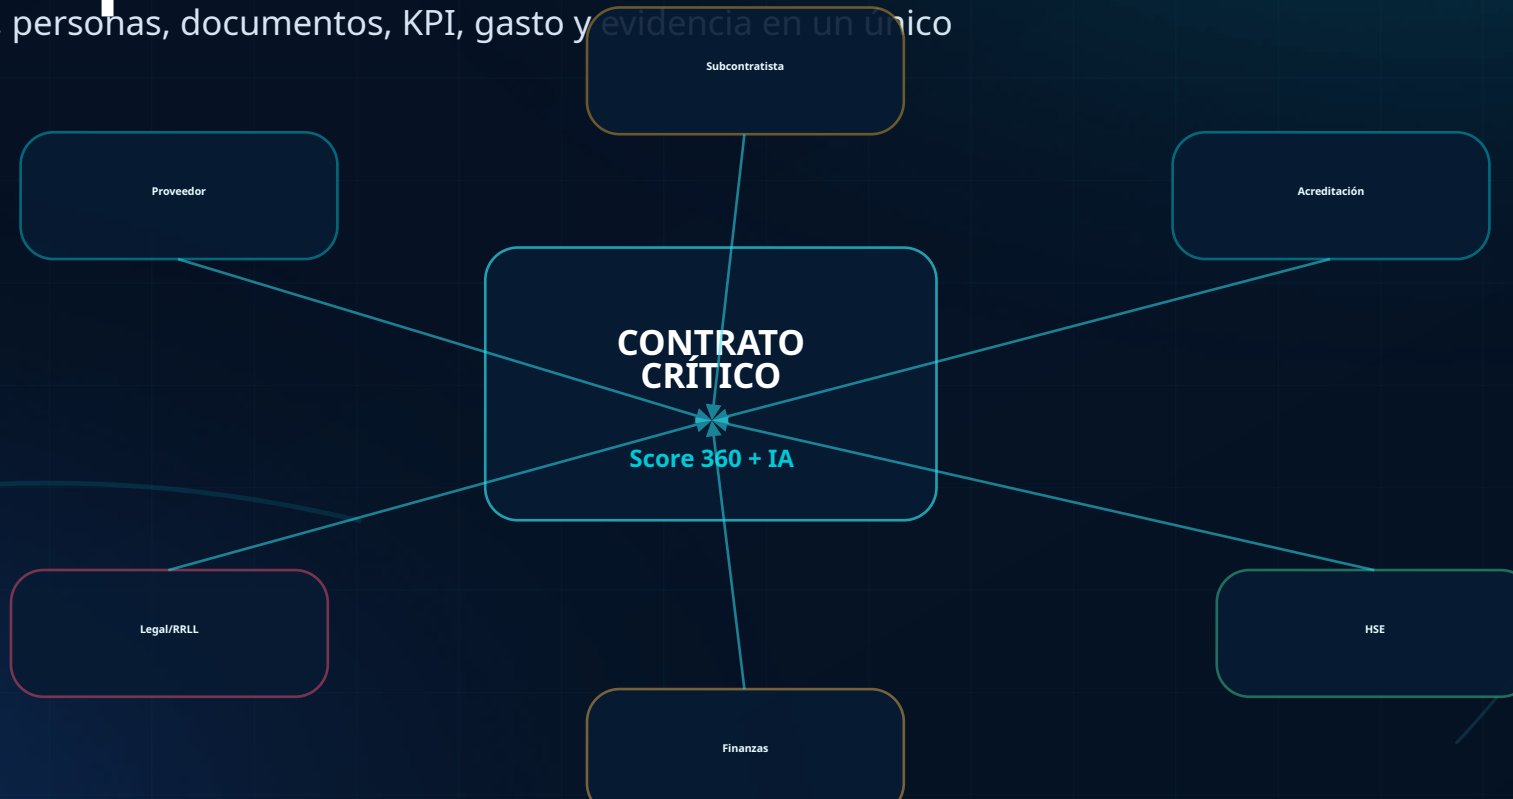 personas, documentos, KPI, gasto y evidencia en un único
Subcontratista
Proveedor
Acreditación
CONTRATO
CRÍTICO
Score 360 + IA
Legal/RRLL
HSE
Finanzas